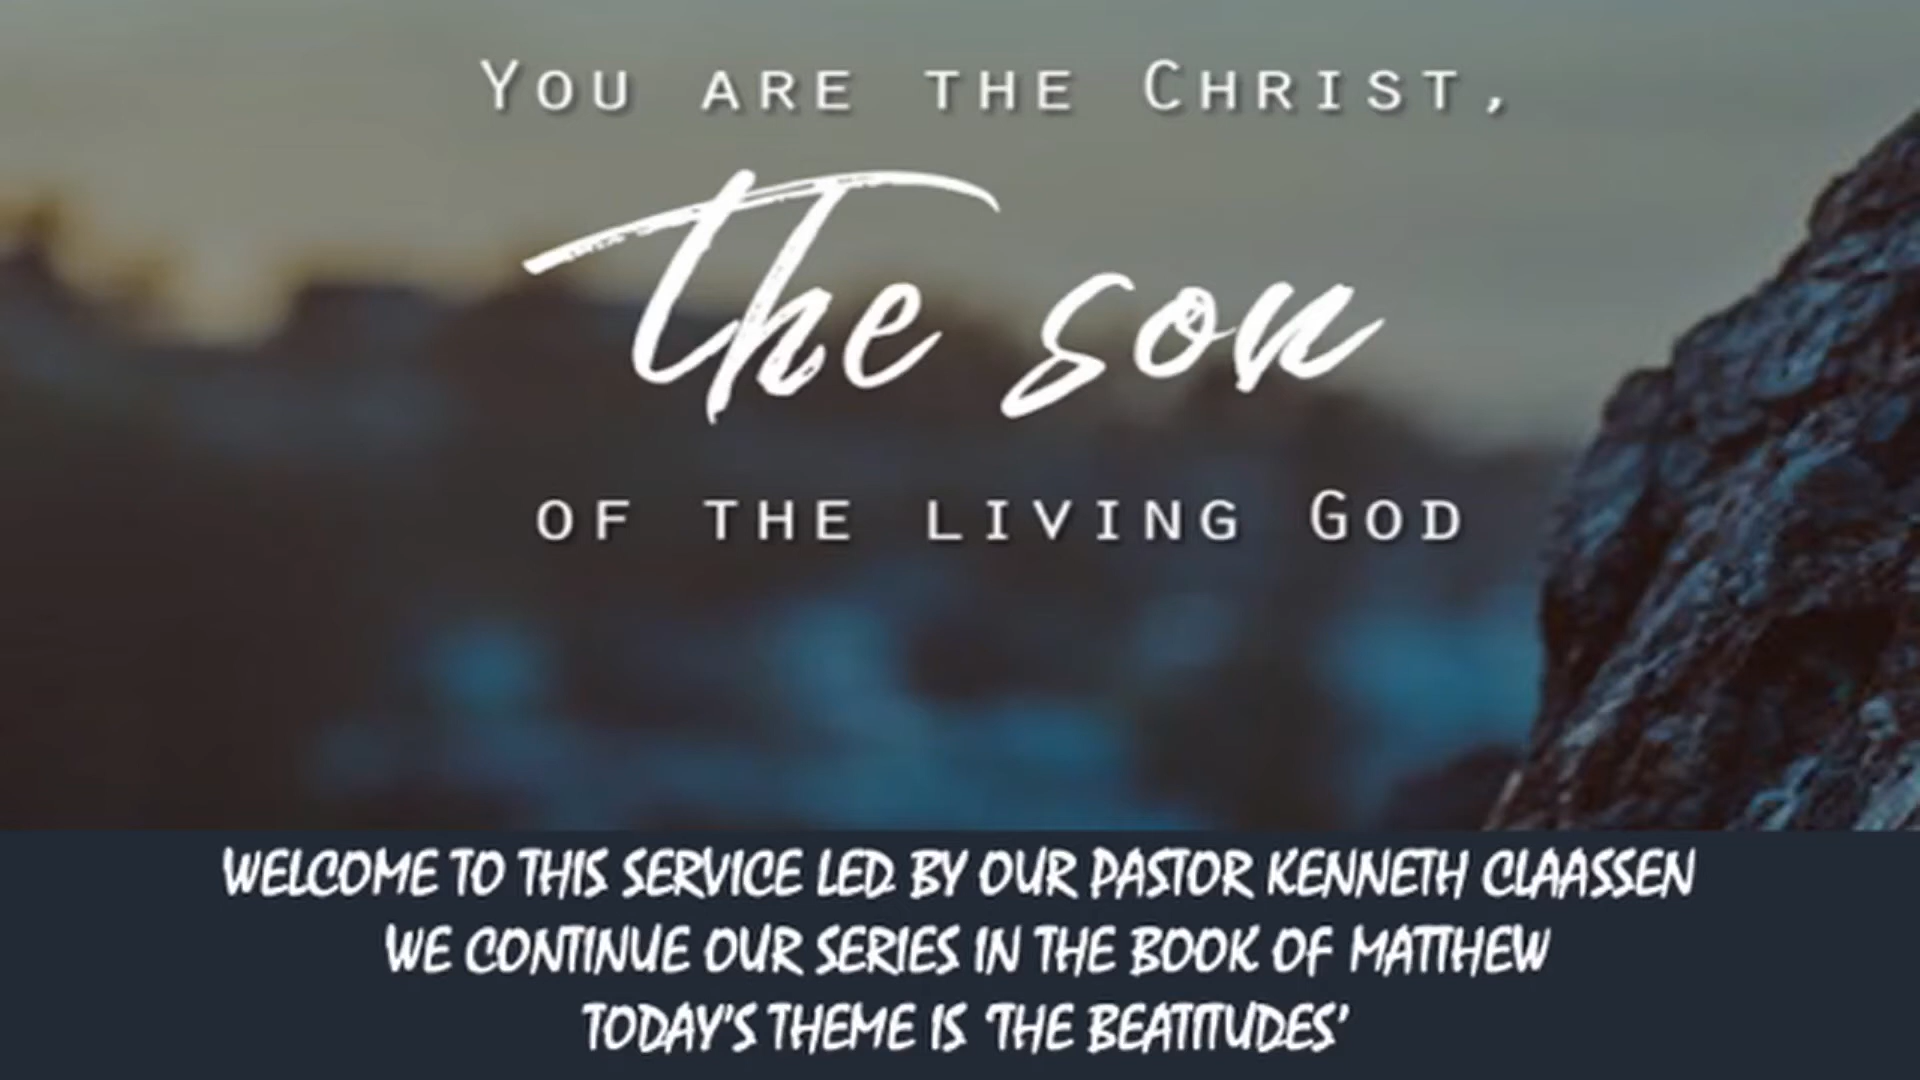 You are the Christ,
the son
of the living God
WELCOME TO THIS SERVICE LED BY OUR PASTOR KENNETH CLAASSEN
WE CONTINUE OUR SERIES IN THE BOOK OF MATTHEW
TODAY'S THEME IS 'THE BEATITUDES'